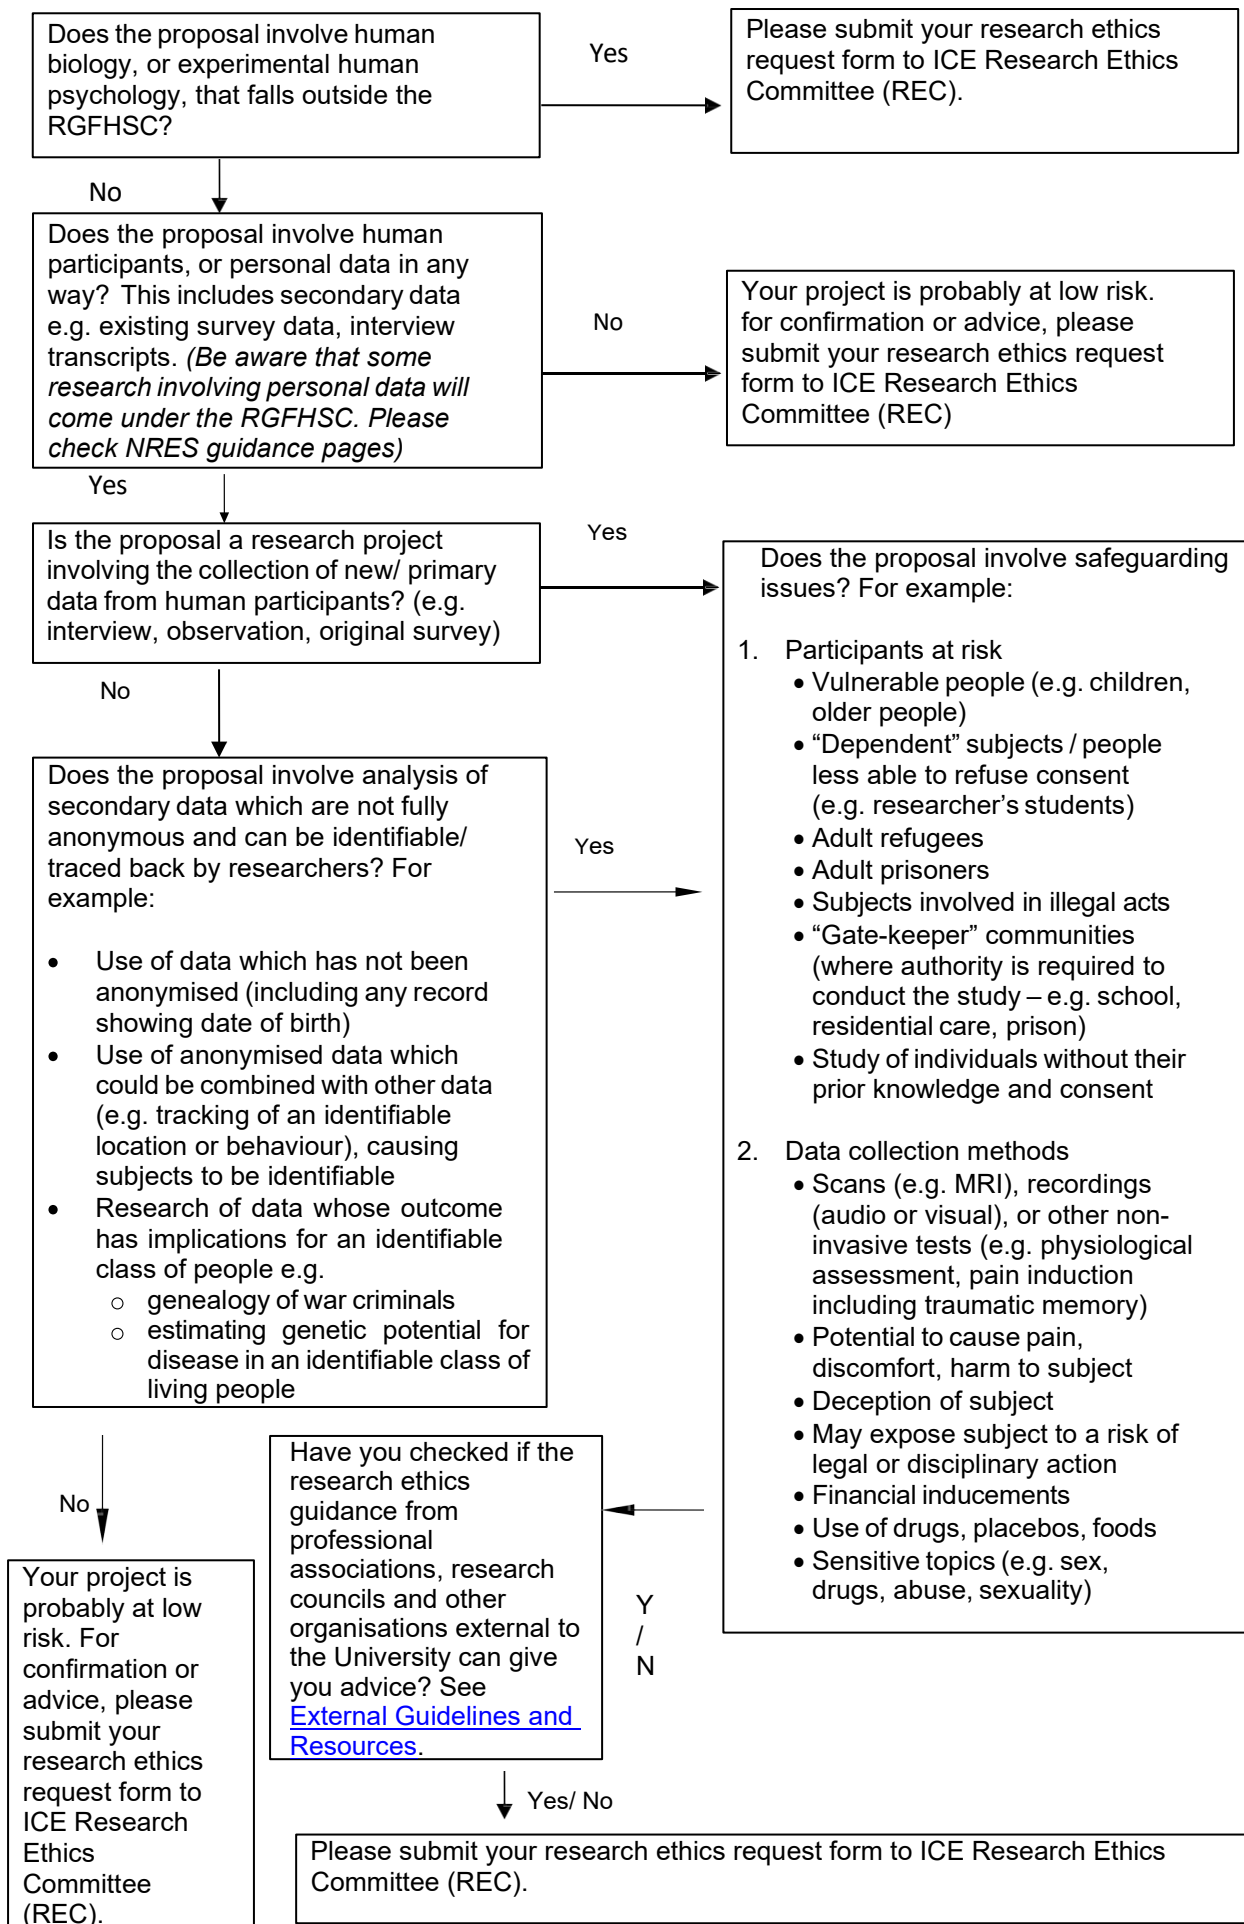 Does the proposal involve human
biology, or experimental human
psychology, that falls outside the
RGFHSC?
Yes
Please submit your research ethics
request form to ICE Research Ethics
Committee (REC).
No
Does the proposal involve human
participants, or personal data in any
way? This includes secondary data
e.g. existing survey data, interview
transcripts. (Be aware that some
research involving personal data will
come under the RGFHSC. Please
check NRES guidance pages)
No
Your project is probably at low risk.
for confirmation or advice, please
submit your research ethics request
form to ICE Research Ethics
Committee (REC)
Yes
Is the proposal a research project
involving the collection of new/ primary
data from human participants? (e.g.
interview, observation, original survey)
Yes
No
Does the proposal involve safeguarding
issues? For example:
1. Participants at risk
• Vulnerable people (e.g. children,
older people)
• “Dependent” subjects / people
less able to refuse consent
(e.g. researcher’s students)
• Adult refugees
• Adult prisoners
• Subjects involved in illegal acts
• “Gate-keeper” communities
(where authority is required to
conduct the study – e.g. school,
residential care, prison)
• Study of individuals without their
prior knowledge and consent
2. Data collection methods
• Scans (e.g. MRI), recordings
(audio or visual), or other non-
invasive tests (e.g. physiological
assessment, pain induction
including traumatic memory)
• Potential to cause pain,
discomfort, harm to subject
• Deception of subject
• May expose subject to a risk of
legal or disciplinary action
• Financial inducements
• Use of drugs, placebos, foods
• Sensitive topics (e.g. sex,
drugs, abuse, sexuality)
Does the proposal involve analysis of
secondary data which are not fully
anonymous and can be identifiable/
traced back by researchers? For
example:
• Use of data which has not been
anonymised (including any record
showing date of birth)
• Use of anonymised data which
could be combined with other data
(e.g. tracking of an identifiable
location or behaviour), causing
subjects to be identifiable
• Research of data whose outcome
has implications for an identifiable
class of people e.g.
o genealogy of war criminals
o estimating genetic potential for
disease in an identifiable class of
living people
Yes
No
Have you checked if the
research ethics
guidance from
professional
associations, research
councils and other
organisations external to
the University can give
you advice? See
External Guidelines and
Resources.
Y
/
N
Your project is
probably at low
risk. For
confirmation or
advice, please
submit your
research ethics
request form to
ICE Research
Ethics
Committee
(REC).
Yes/ No
Please submit your research ethics request form to ICE Research Ethics
Committee (REC).